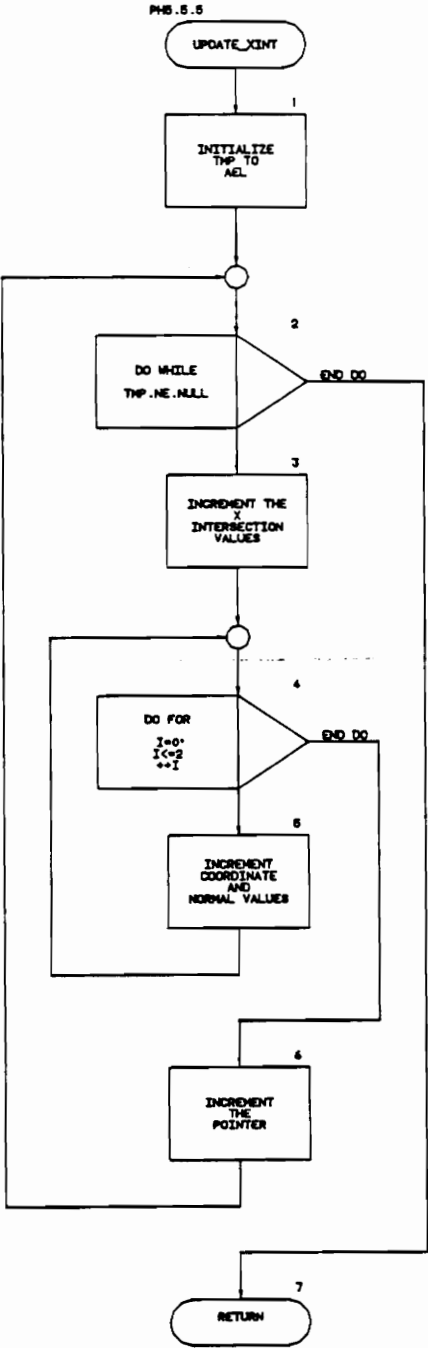 PH5.5.5
UPDATE_XINT
1
INITIALIZE
TMP TO
AEL
2
DO WHILE
TMP.NE.NULL
END DO
3
INCREMENT THE
X
INTERSECTION
VALUES
4
DO FOR
I=0
I<=2
++I
END DO
5
INCREMENT
COORDINATE
AND
NORMAL VALUES
6
INCREMENT
THE
POINTER
7
RETURN